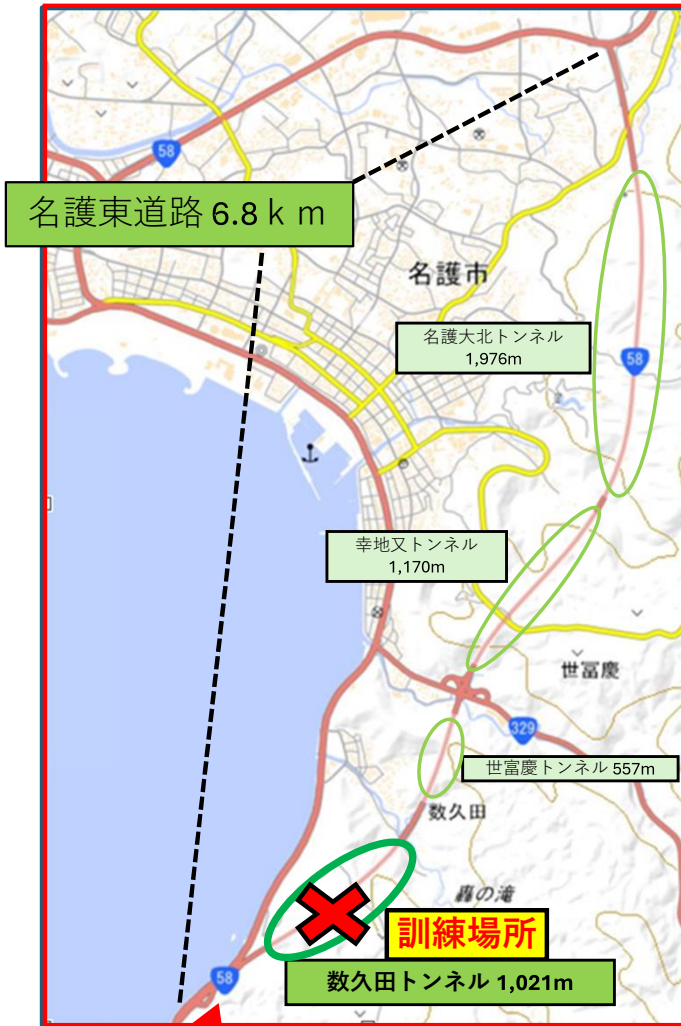 58
名護東道路 6.8ｋｍ
名護市
名護大北トンネル
1,976m
58
幸地又トンネル
1,170m
世冨慶
329
世富慶トンネル 557m
数久田
轟の滝
訓練場所
58
数久田トンネル 1,021m